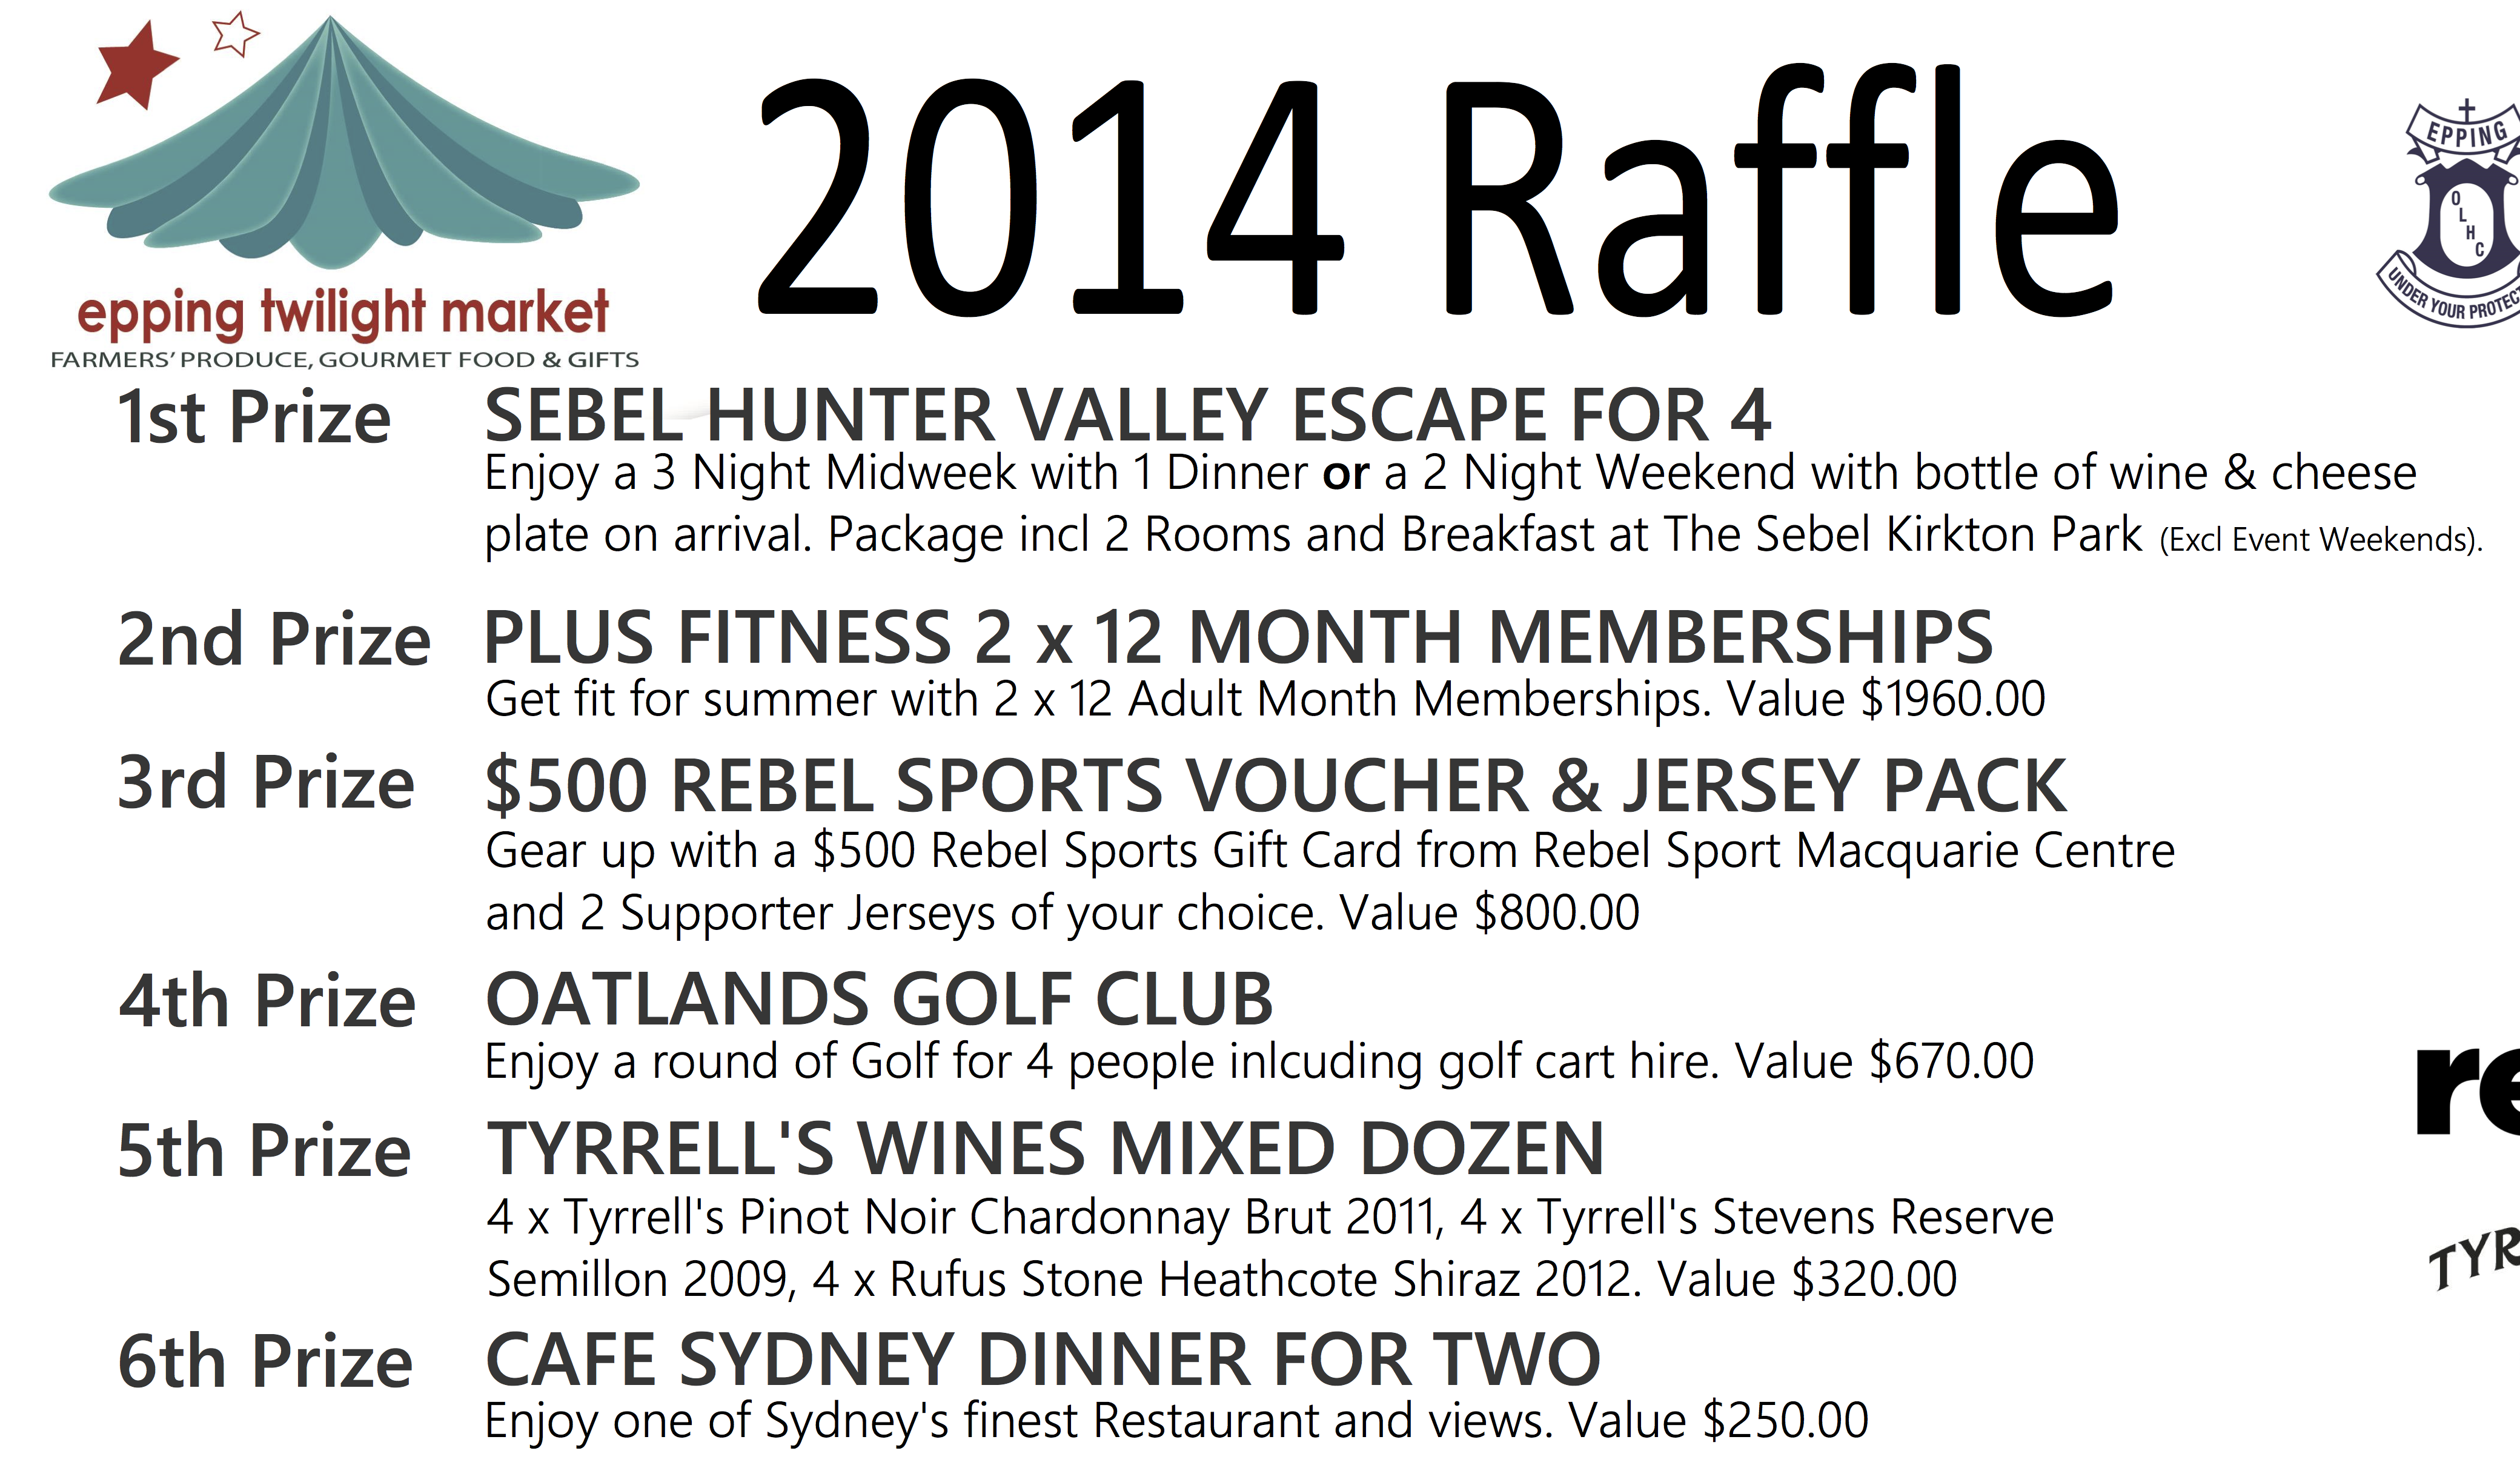 2014 Raffle
epping twilight market
FARMERS' PRODUCE, GOURMET FOOD & GIFTS
EPPING
OLHC
UNDER YOUR
1st Prize SEBEL HUNTER VALLEY ESCAPE FOR 4
Enjoy a 3 Night Midweek with 1 Dinner or a 2 Night Weekend with bottle of wine & cheese
plate on arrival. Package incl 2 Rooms and Breakfast at The Sebel Kirkton Park (Excl Event Weekends).
2nd Prize PLUS FITNESS 2 x 12 MONTH MEMBERSHIPS
Get fit for summer with 2 x 12 Adult Month Memberships. Value $1960.00
3rd Prize $500 REBEL SPORTS VOUCHER & JERSEY PACK
Gear up with a $500 Rebel Sports Gift Card from Rebel Sport Macquarie Centre
and 2 Supporter Jerseys of your choice. Value $800.00
4th Prize OATLANDS GOLF CLUB
Enjoy a round of Golf for 4 people inlcuding golf cart hire. Value $670.00
5th Prize TYRRELL'S WINES MIXED DOZEN
4 x Tyrrell's Pinot Noir Chardonnay Brut 2011, 4 x Tyrrell's Stevens Reserve
Semillon 2009, 4 x Rufus Stone Heathcote Shiraz 2012. Value $320.00
6th Prize CAFE SYDNEY DINNER FOR TWO
Enjoy one of Sydney's finest Restaurant and views. Value $250.00